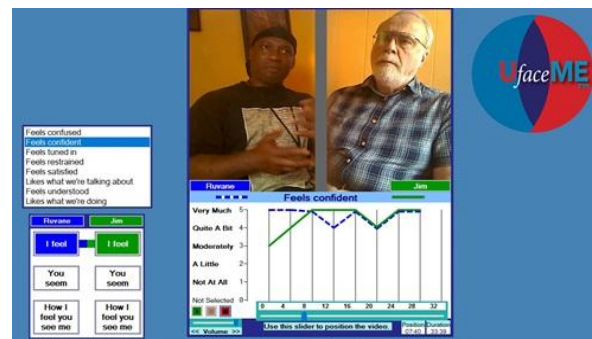 UfaceME
Feels confused
Feels confident
Feels tuned in
Feels restrained
Feels satisfied
Likes what we're talking about
Feels understood
Likes what we're doing
Ruvane Jim
I feel I feel
You seem You seem
How I feel you see me How I feel you see me
Ruvane Jim
Feels confident
Very Much 5
Quite A Bit 4
Moderately 3
A Little 2
Not At All 1
Not Selected 0
0 4 8 12 16 20 24 28 32
<< Volume >>
Use this slider to position the video.
Position Duration
07:40 33:39